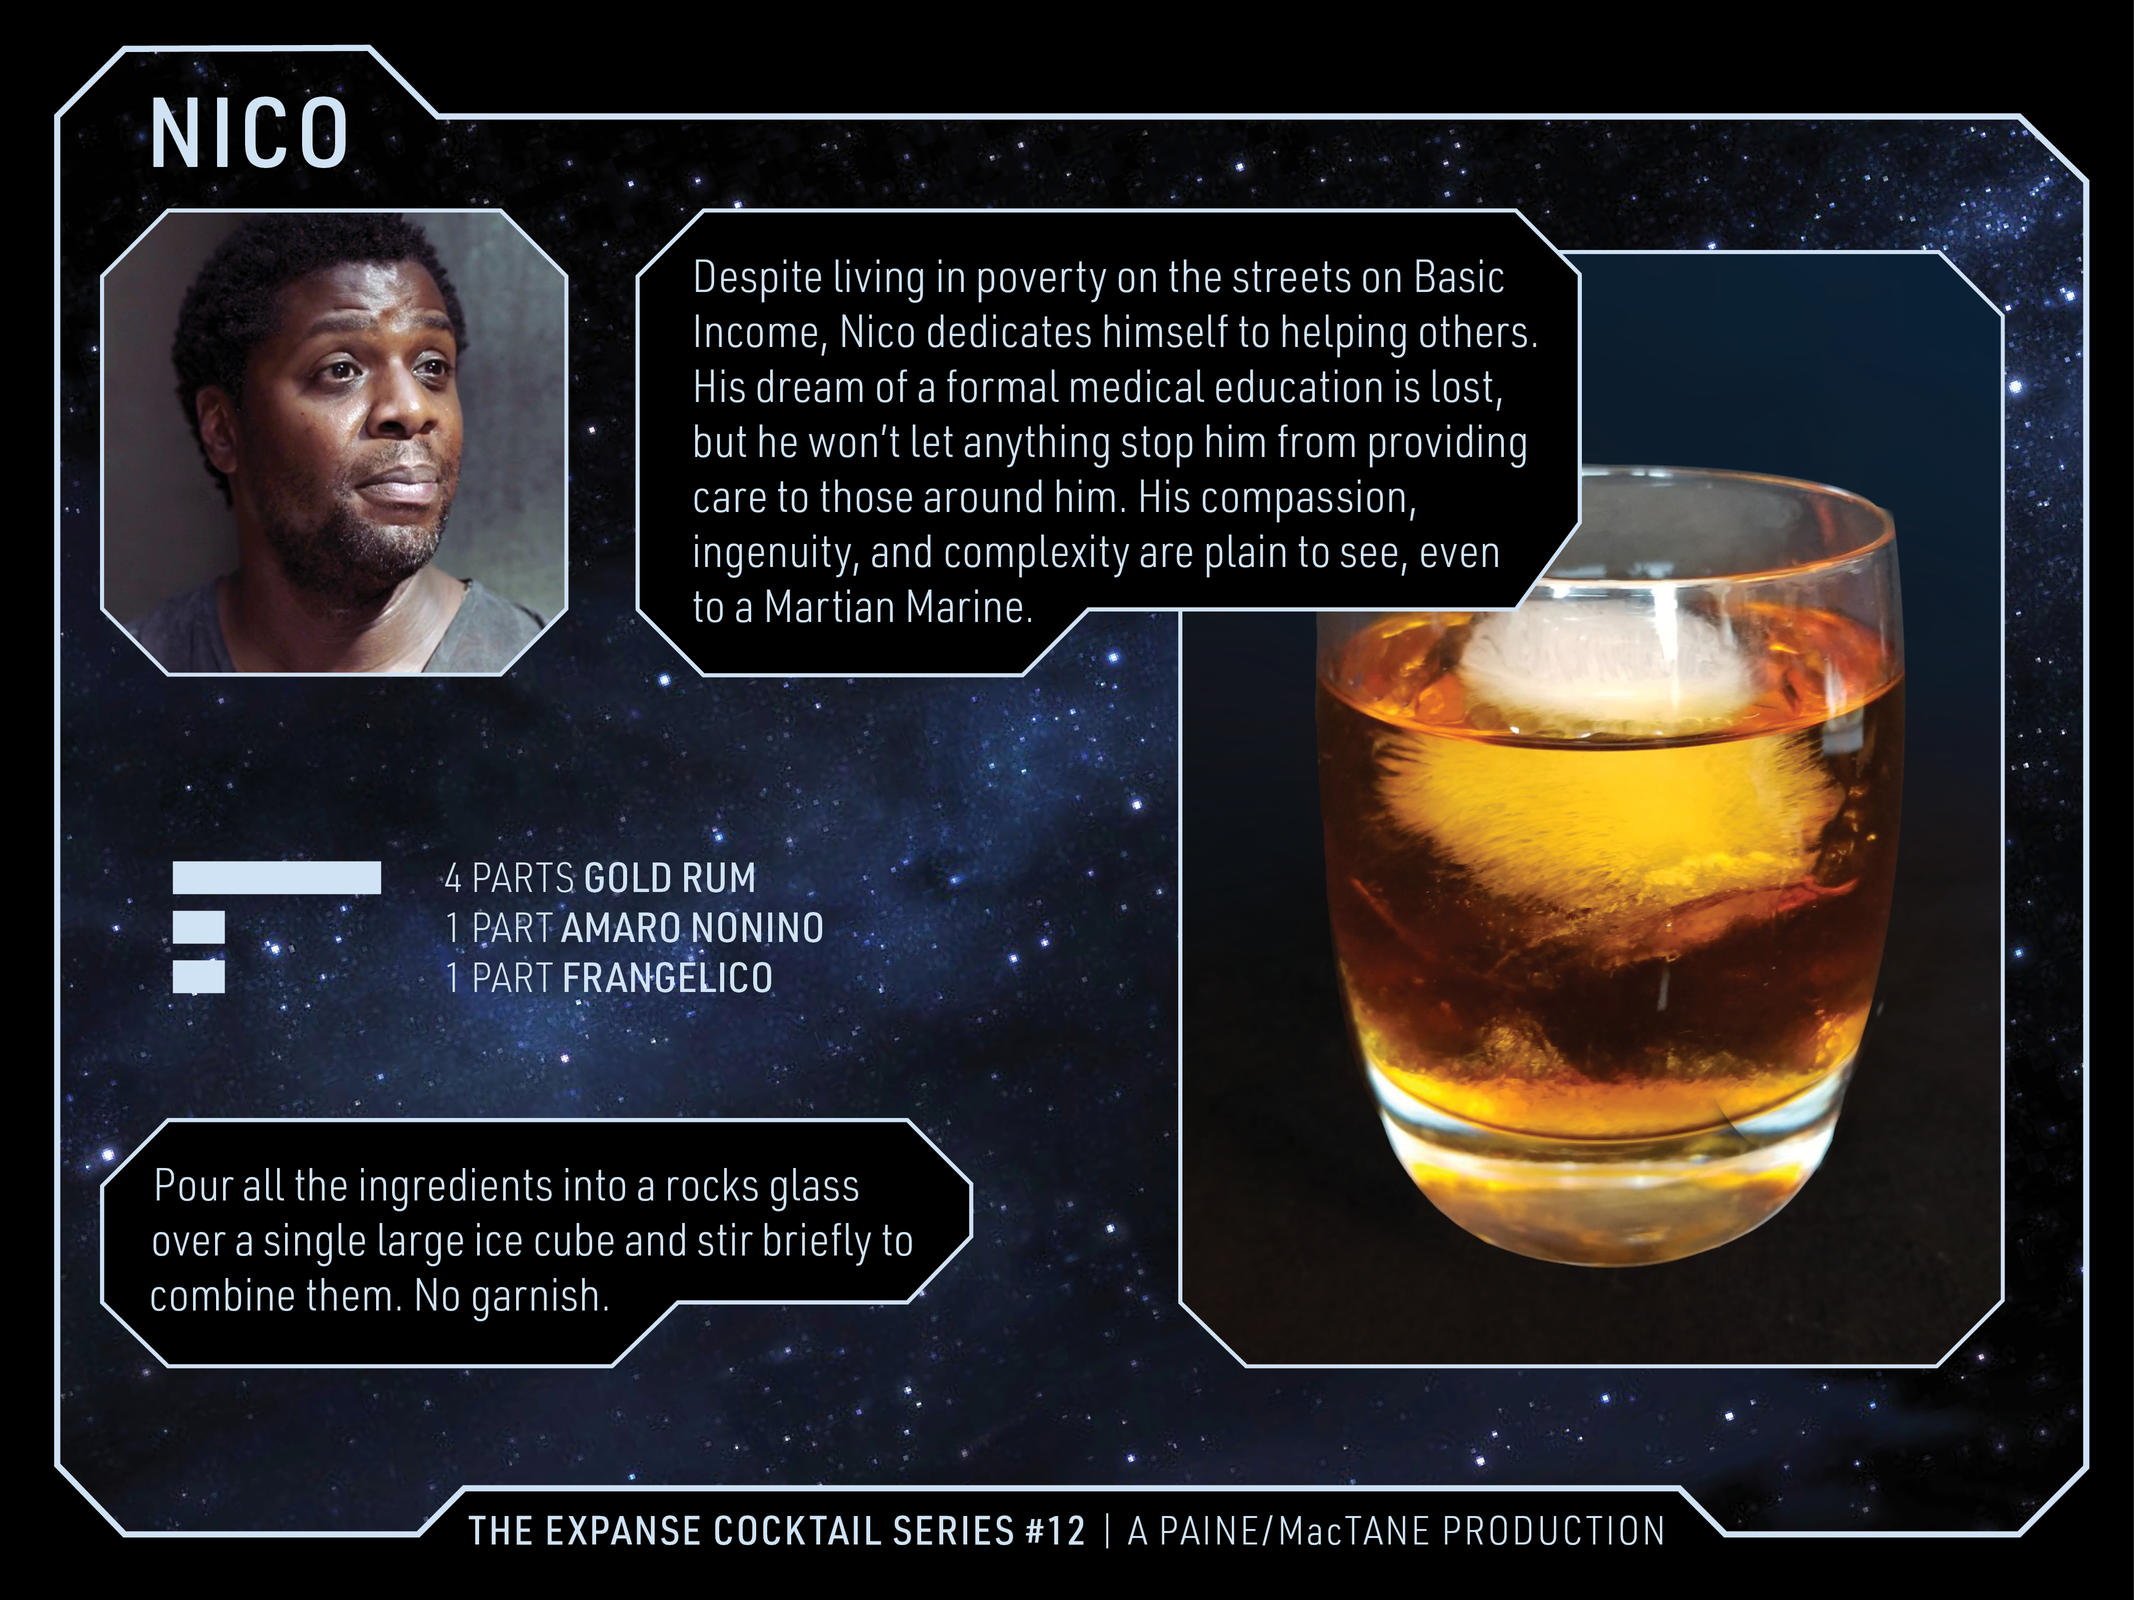 NICO
Despite living in poverty on the streets on Basic
Income, Nico dedicates himself to helping others.
His dream of a formal medical education is lost,
but he won't let anything stop him from providing
care to those around him. His compassion,
ingenuity, and complexity are plain to see, even
to a Martian Marine.
4 PARTS GOLD RUM
1 PART AMARO NONINO
1 PART FRANGELICO
Pour all the ingredients into a rocks glass
over a single large ice cube and stir briefly to
combine them. No garnish.
THE EXPANSE COCKTAIL SERIES #12 | A PAINE/MacTANE PRODUCTION